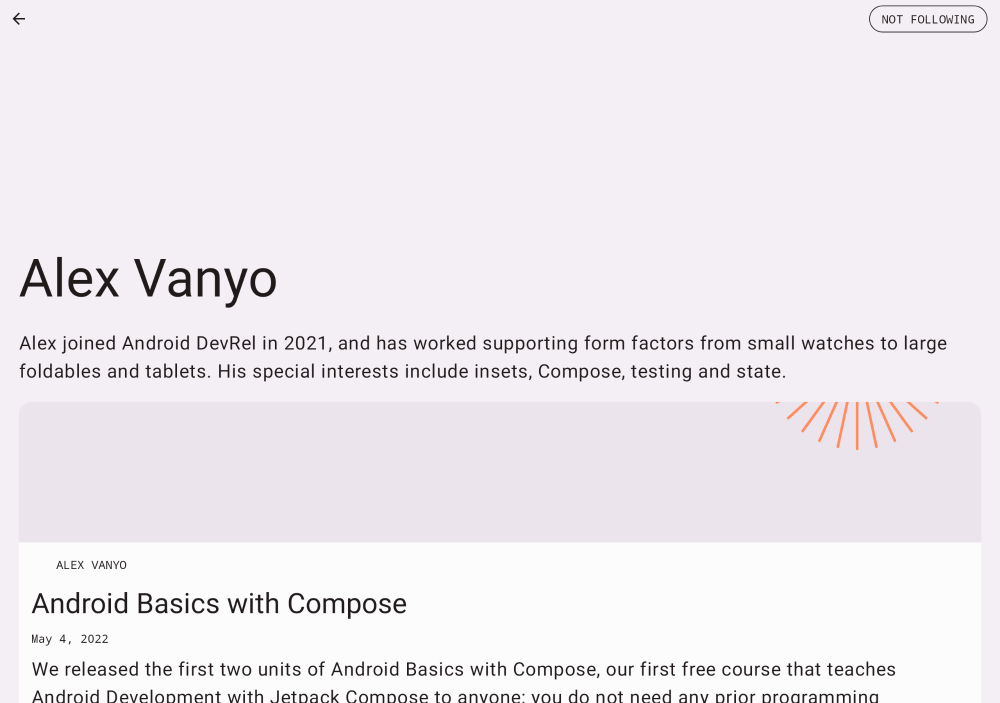 NOT FOLLOWING
Alex Vanyo
Alex joined Android DevRel in 2021, and has worked supporting form factors from small watches to large
foldables and tablets. His special interests include insets, Compose, testing and state.
ALEX VANYO
Android Basics with Compose
May 4, 2022
We released the first two units of Android Basics with Compose, our first free course that teaches
Android Development with Jetpack Compose to anyone; you do not need any prior programming